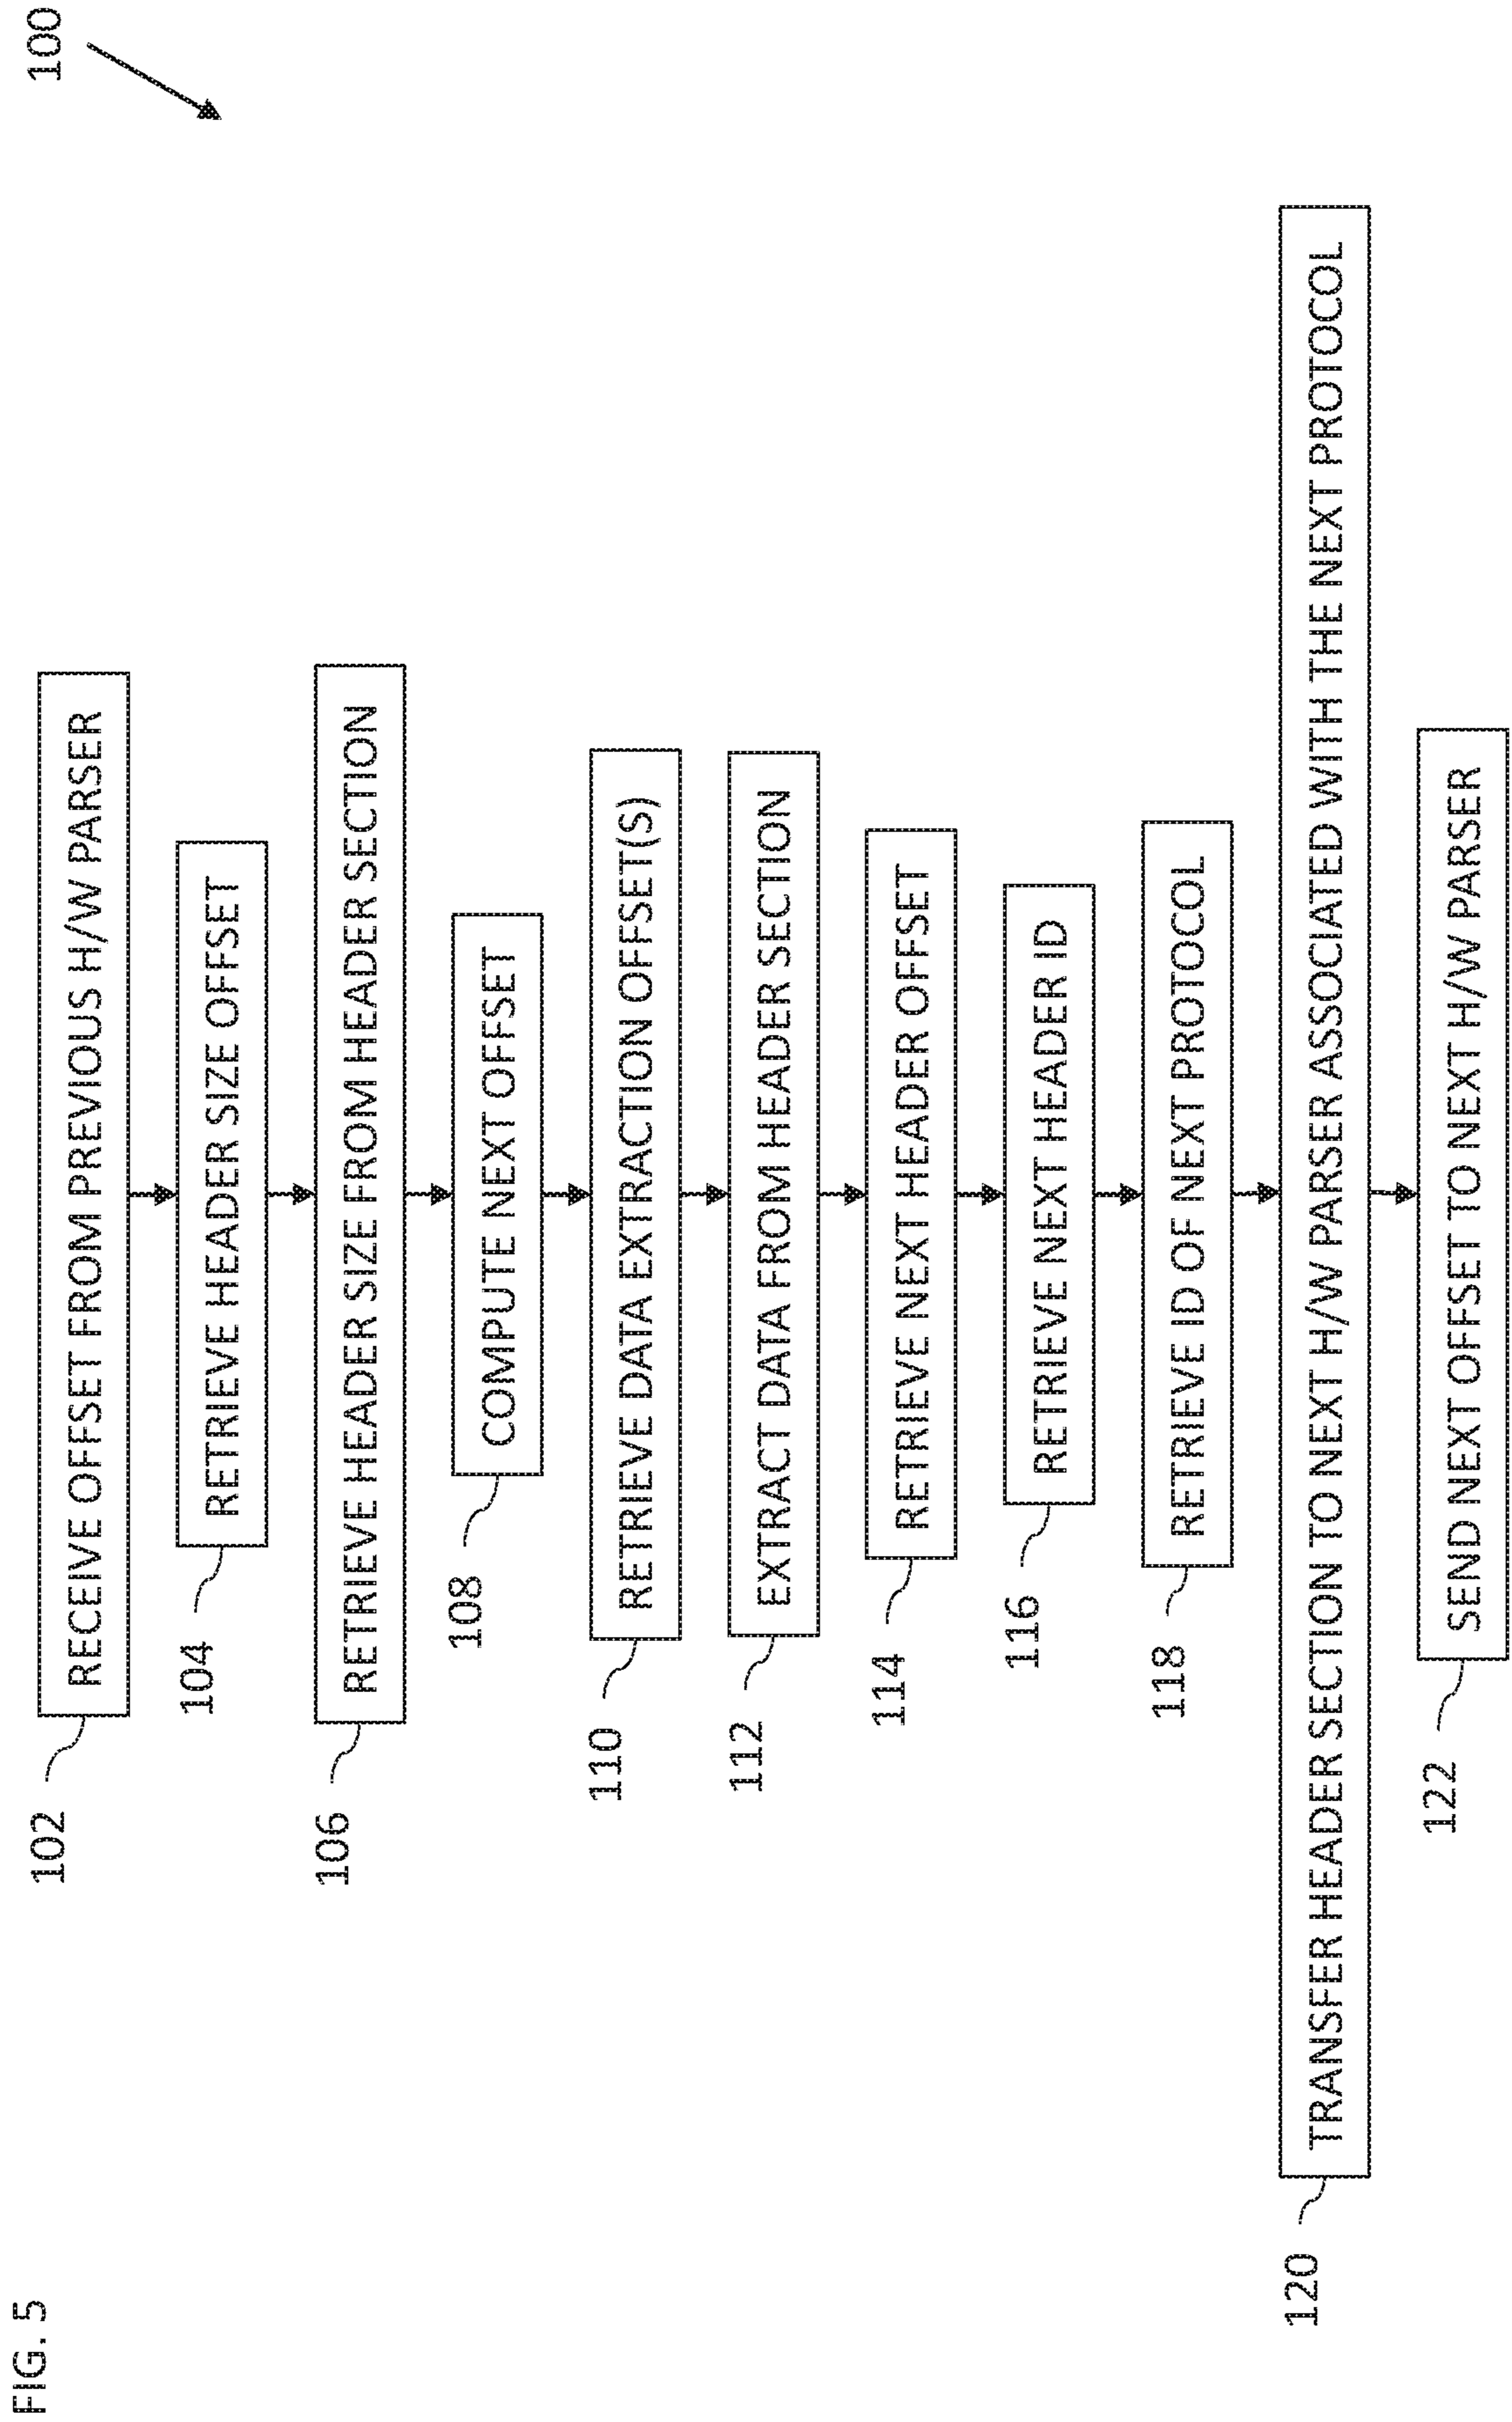 FIG. 5
100
102
RECEIVE OFFSET FROM PREVIOUS H/W PARSER
104
RETRIEVE HEADER SIZE OFFSET
106
RETRIEVE HEADER SIZE FROM HEADER SECTION
108
COMPUTE NEXT OFFSET
110
RETRIEVE DATA EXTRACTION OFFSET(S)
112
EXTRACT DATA FROM HEADER SECTION
114
RETRIEVE NEXT HEADER OFFSET
116
RETRIEVE NEXT HEADER ID
118
RETRIEVE ID OF NEXT PROTOCOL
120
TRANSFER HEADER SECTION TO NEXT H/W PARSER ASSOCIATED WITH THE NEXT PROTOCOL
122
SEND NEXT OFFSET TO NEXT H/W PARSER